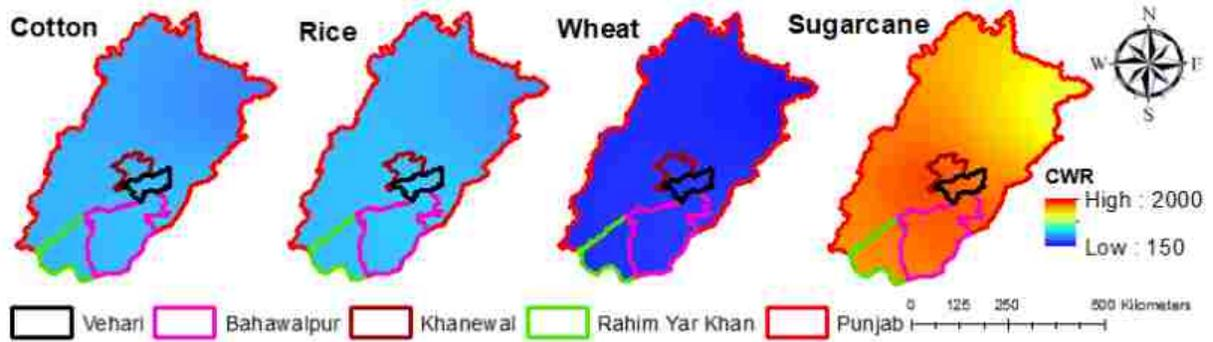 Cotton
Rice
Wheat
Sugarcane
N
W
E
S
CWR
High : 2000
Low : 150
Vehari
Bahawalpur
Khanewal
Rahim Yar Khan
Punjab
0 125 250 500 Kilometers